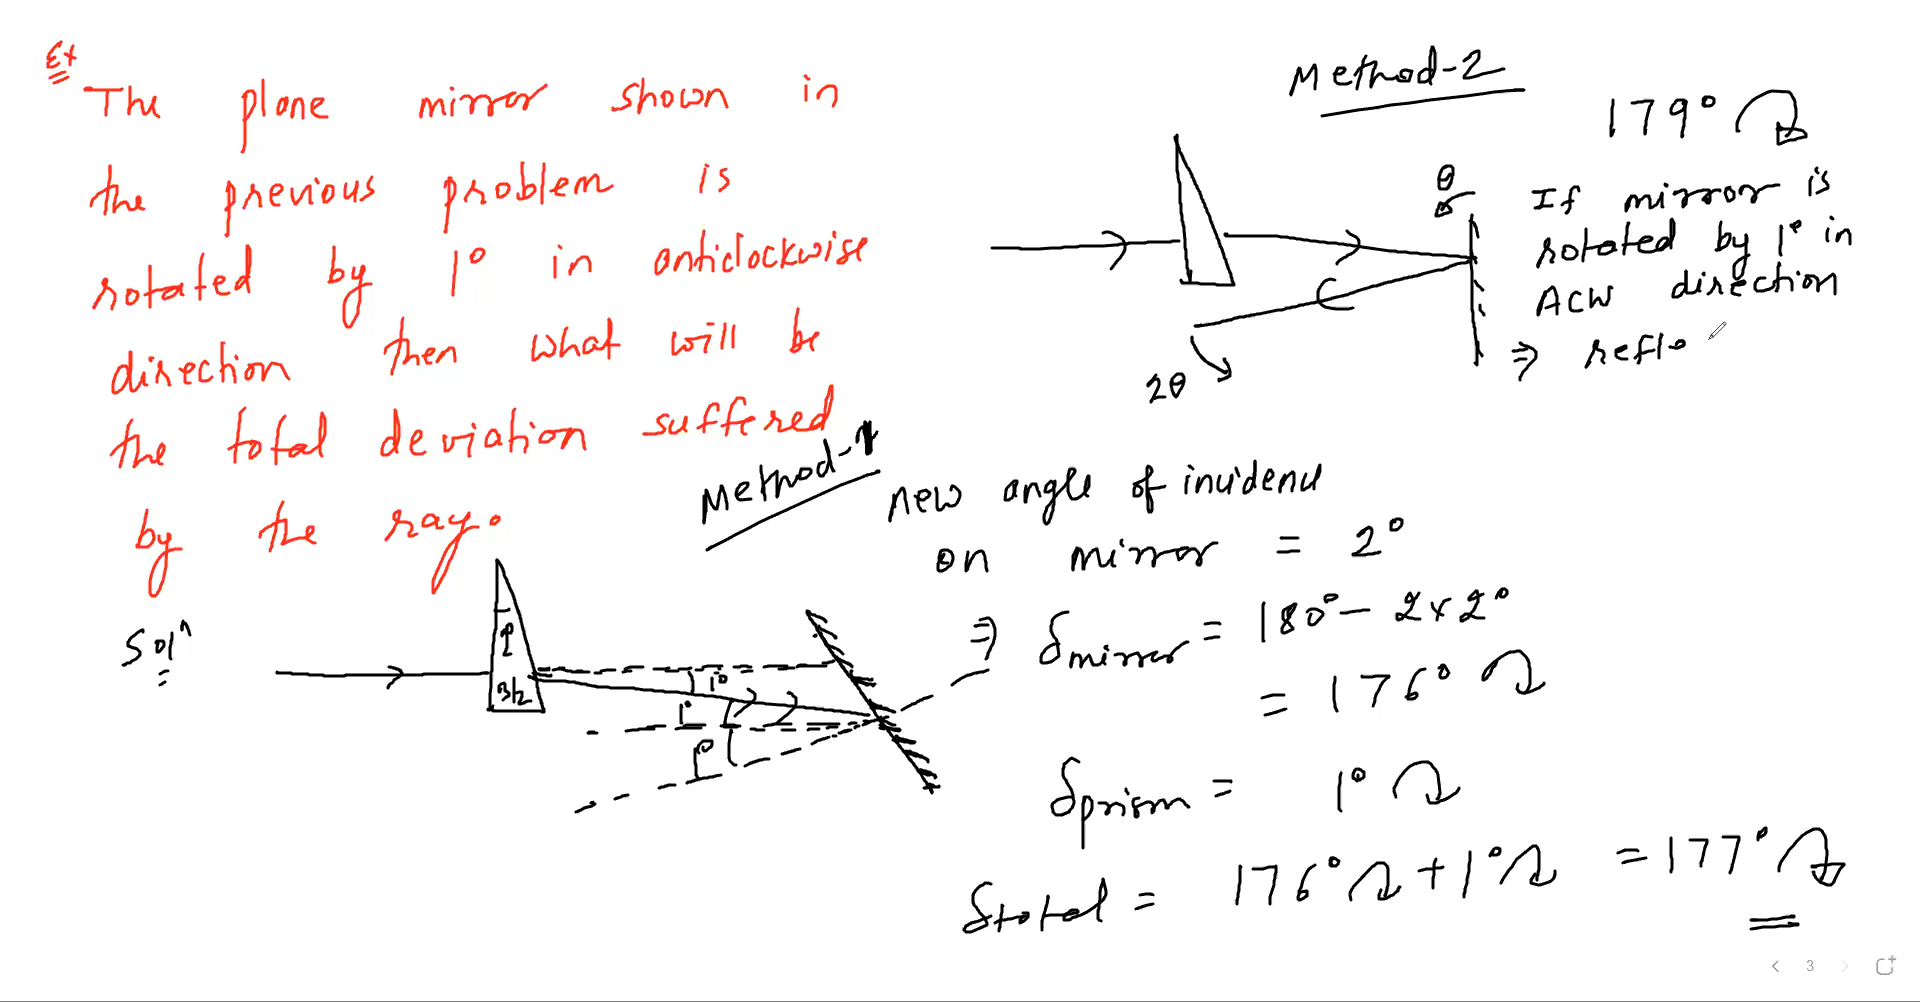 Ex
The plane mirror shown in
the previous problem is
rotated by 1° in anticlockwise
direction then what will be
the total deviation suffered
by the ray.
Method-1
new angle of incidence
on mirror = 2°
⇒ δmirror = 180° - 2×2°
= 176°
δprism = 1°
δtotal = 176° + 1° = 177°
Solⁿ
3/2
1°
1°
1°
Method-2
179°
θ
2θ
If mirror is
rotated by 1° in
ACW direction
⇒ refle
3